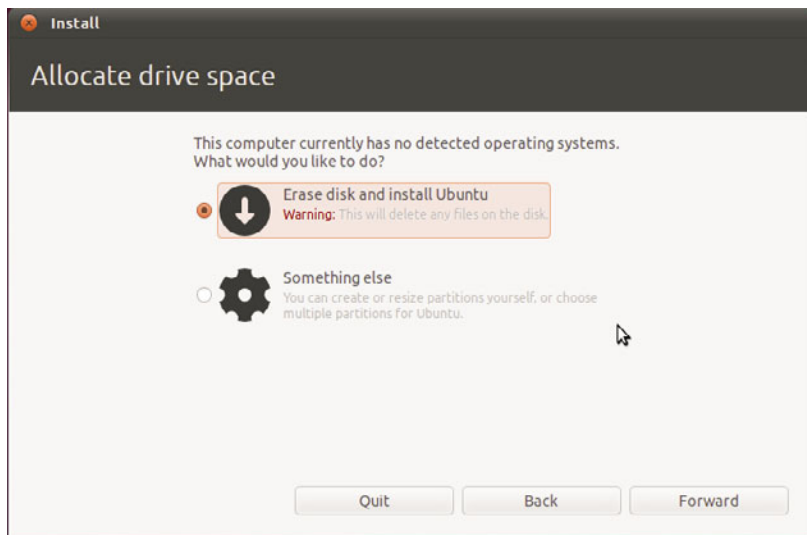 Install
Allocate drive space
This computer currently has no detected operating systems.
What would you like to do?
Erase disk and install Ubuntu
Warning: This will delete any files on the disk.
Something else
You can create or resize partitions yourself, or choose
multiple partitions for Ubuntu.
Quit Back Forward